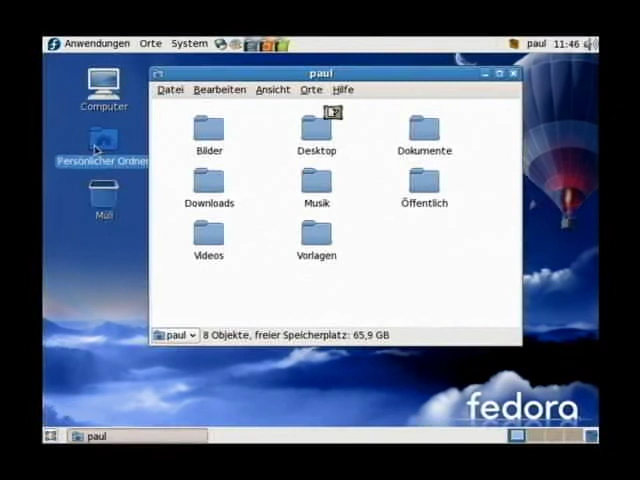 Anwendungen Orte System
paul 11:46
Computer
Persönlicher Ordner
Müll
paul
Datei Bearbeiten Ansicht Orte Hilfe
Bilder Desktop Dokumente
Downloads Musik Öffentlich
Videos Vorlagen
paul 8 Objekte, freier Speicherplatz: 65,9 GB
fedora
paul